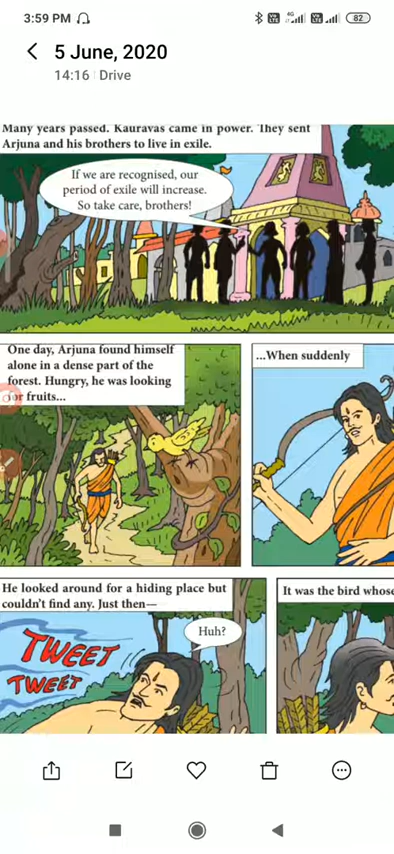 3:59 PM
82
5 June, 2020
14:16 Drive
Many years passed. Kauravas came in power. They sent
Arjuna and his brothers to live in exile.
If we are recognised, our
period of exile will increase.
So take care, brothers!
One day, Arjuna found himself
alone in a dense part of the
forest. Hungry, he was looking
for fruits...
...When suddenly
He looked around for a hiding place but
couldn't find any. Just then—
Huh?
TWEET
TWEET
It was the bird whose